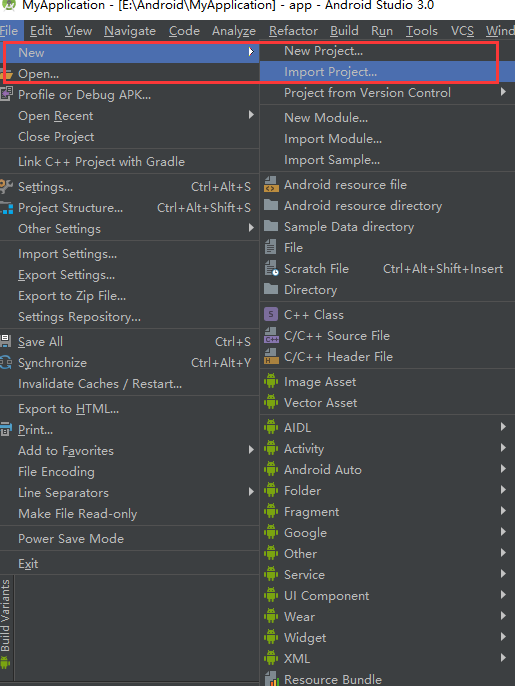 MyApplication - [E:\Android\MyApplication] - app - Android Studio 3.0
File Edit View Navigate Code Analyze Refactor Build Run Tools VCS Wind
New
Open...
Profile or Debug APK...
Open Recent
Close Project
Link C++ Project with Gradle
Settings... Ctrl+Alt+S
Project Structure... Ctrl+Alt+Shift+S
Other Settings
Import Settings...
Export Settings...
Export to Zip File...
Settings Repository...
Save All Ctrl+S
Synchronize Ctrl+Alt+Y
Invalidate Caches / Restart...
Export to HTML...
Print...
Add to Favorites
File Encoding
Line Separators
Make File Read-only
Power Save Mode
Exit
New Project...
Import Project...
Project from Version Control
New Module...
Import Module...
Import Sample...
Android resource file
Android resource directory
Sample Data directory
File
Scratch File Ctrl+Alt+Shift+Insert
Directory
C++ Class
C/C++ Source File
C/C++ Header File
Image Asset
Vector Asset
AIDL
Activity
Android Auto
Folder
Fragment
Google
Other
Service
UI Component
Wear
Widget
XML
Resource Bundle
Build Variants